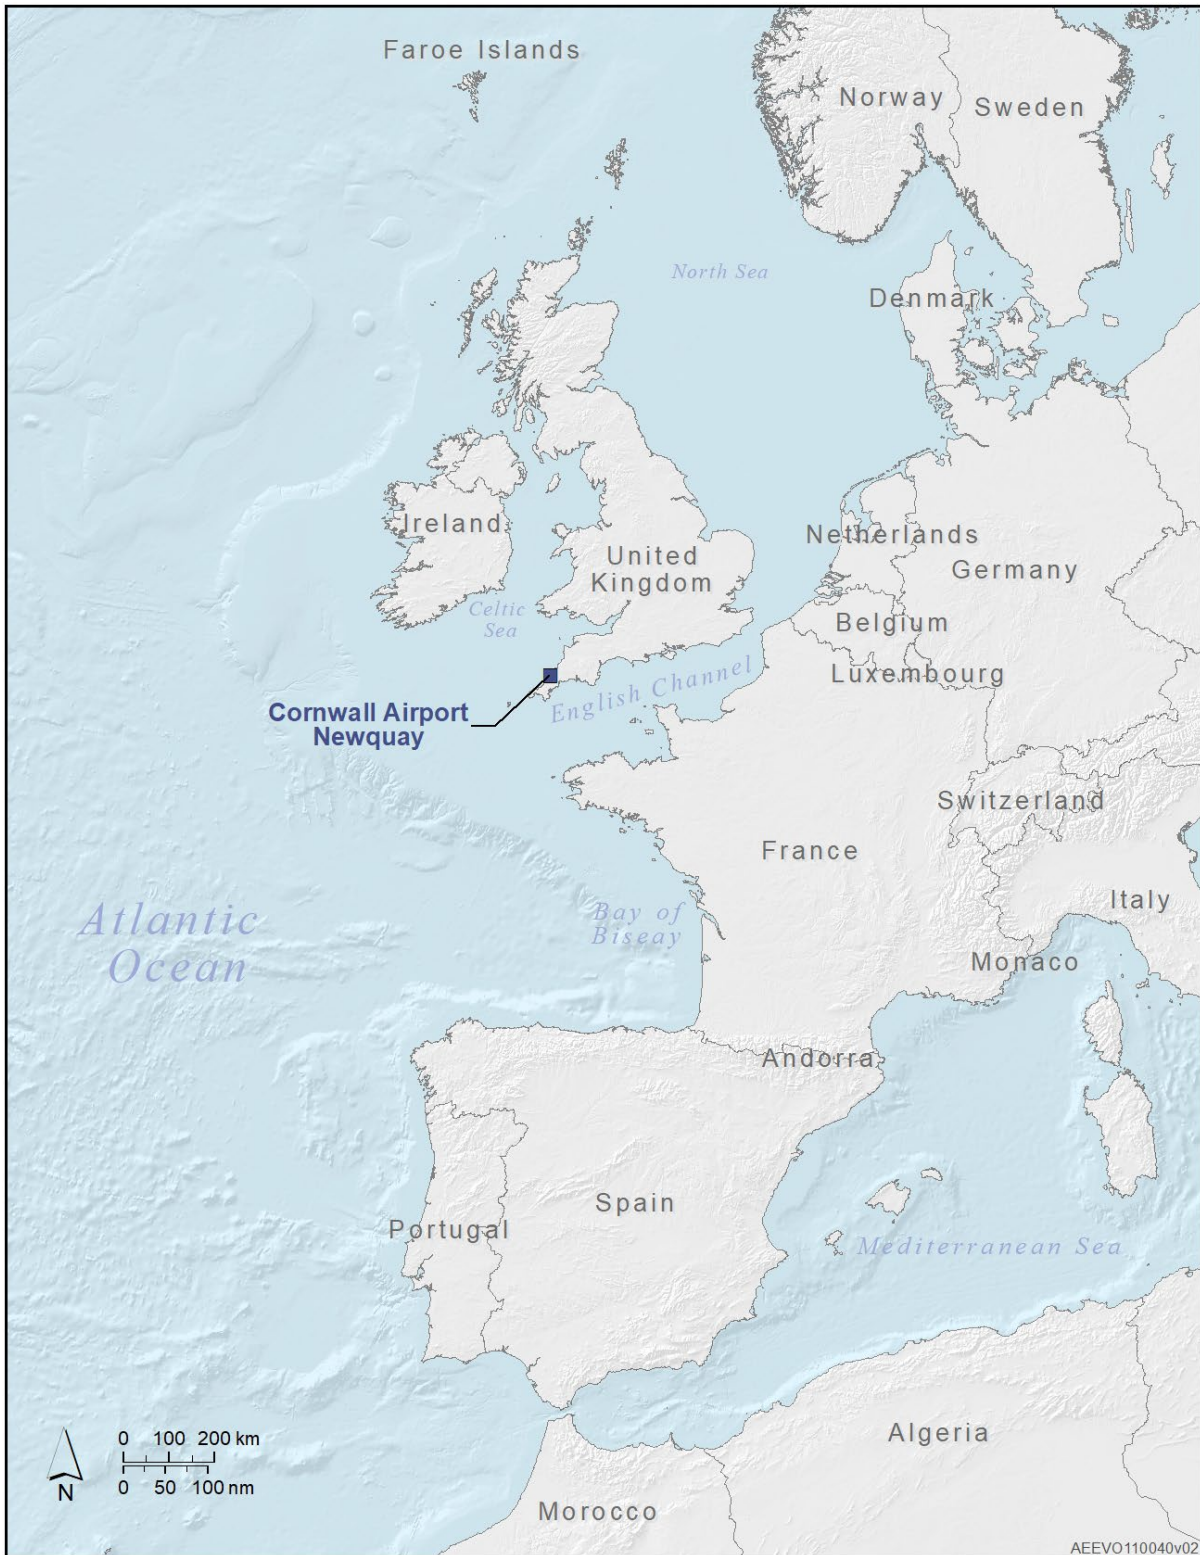 Faroe Islands
Norway
Sweden
North Sea
Denmark
Ireland
United
Kingdom
Netherlands
Germany
Celtic
Sea
Belgium
Luxembourg
English Channel
Cornwall Airport
Newquay
Switzerland
France
Italy
Atlantic
Ocean
Bay of
Biseay
Monaco
Andorra
Spain
Portugal
Mediterranean Sea
Algeria
Morocco
0 100 200 km
0 50 100 nm
N
AEEVO110040v02